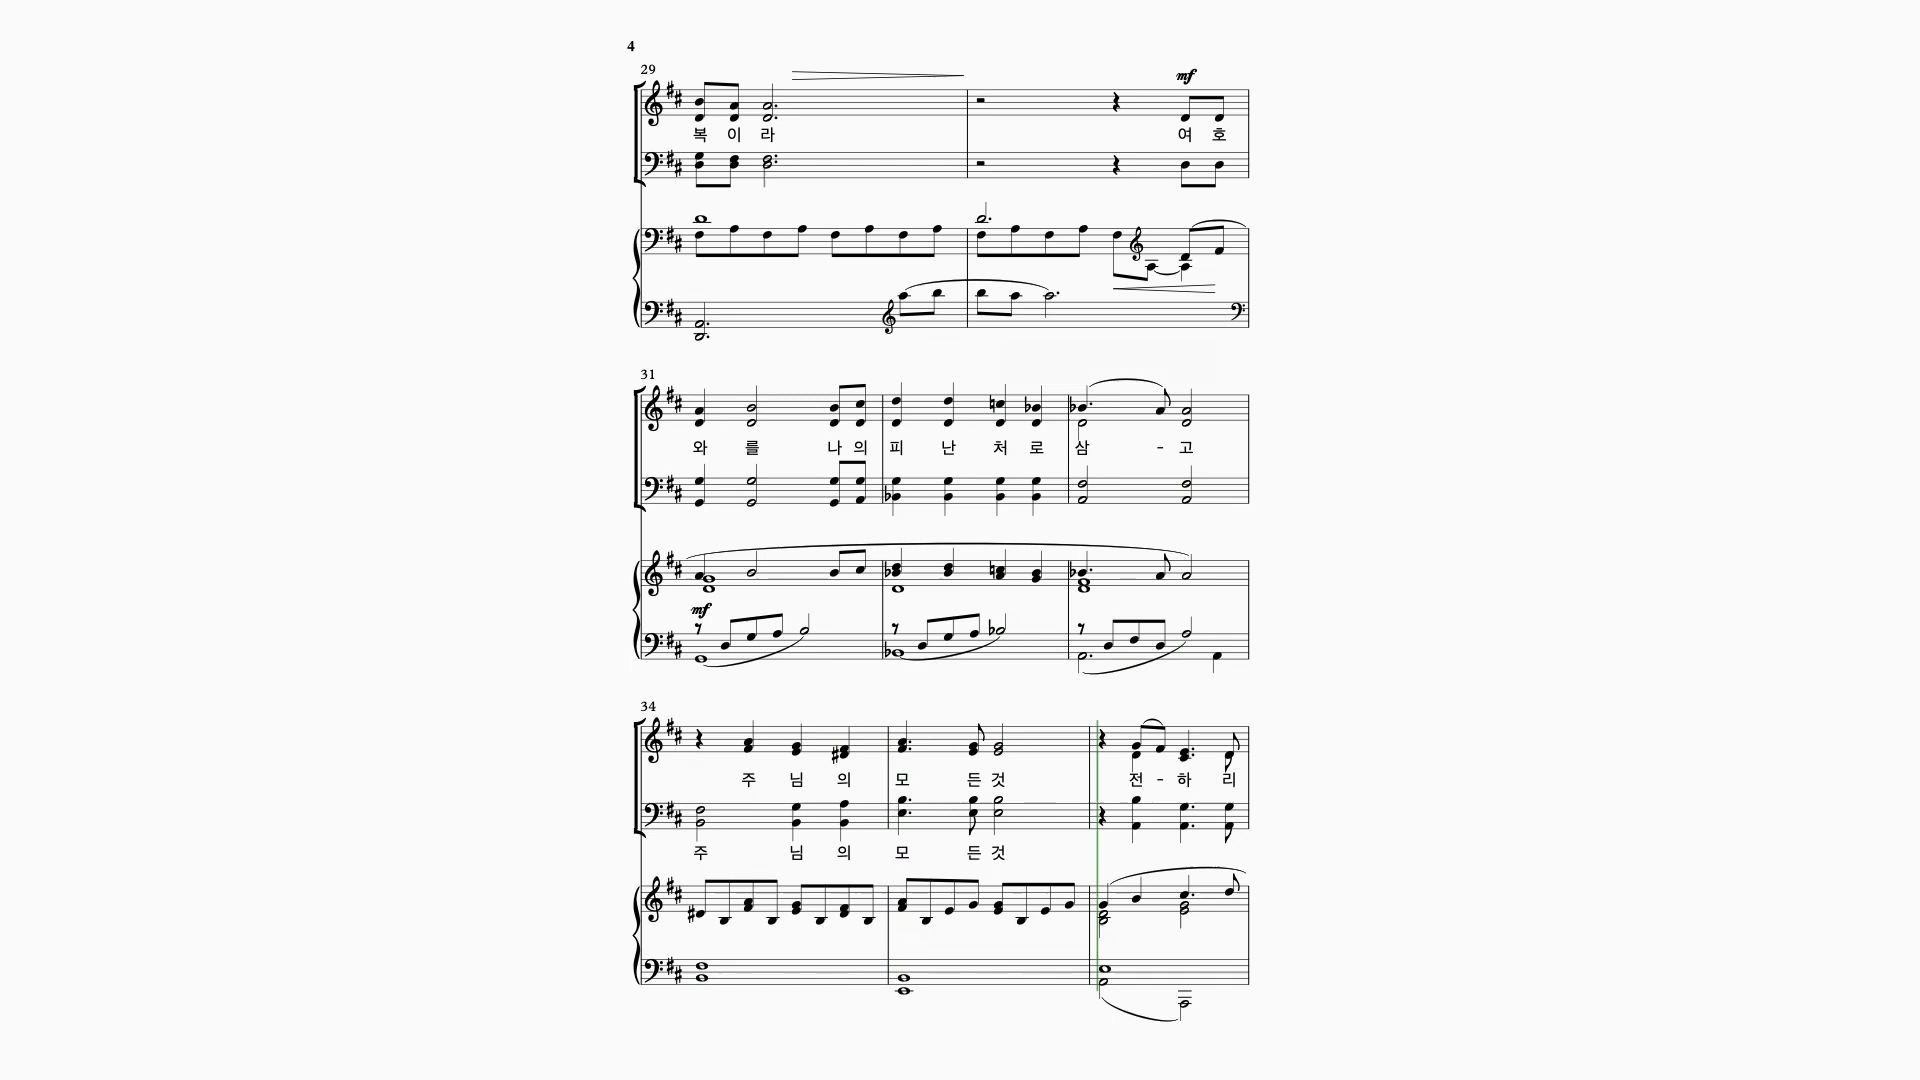 4
29
mf
복 이 라 여 호
31
와 를 나 의 피 난 처 로 삼 - 고
mf
34
주 님 의 모 든 것 전 - 하 리
주 님 의 모 든 것